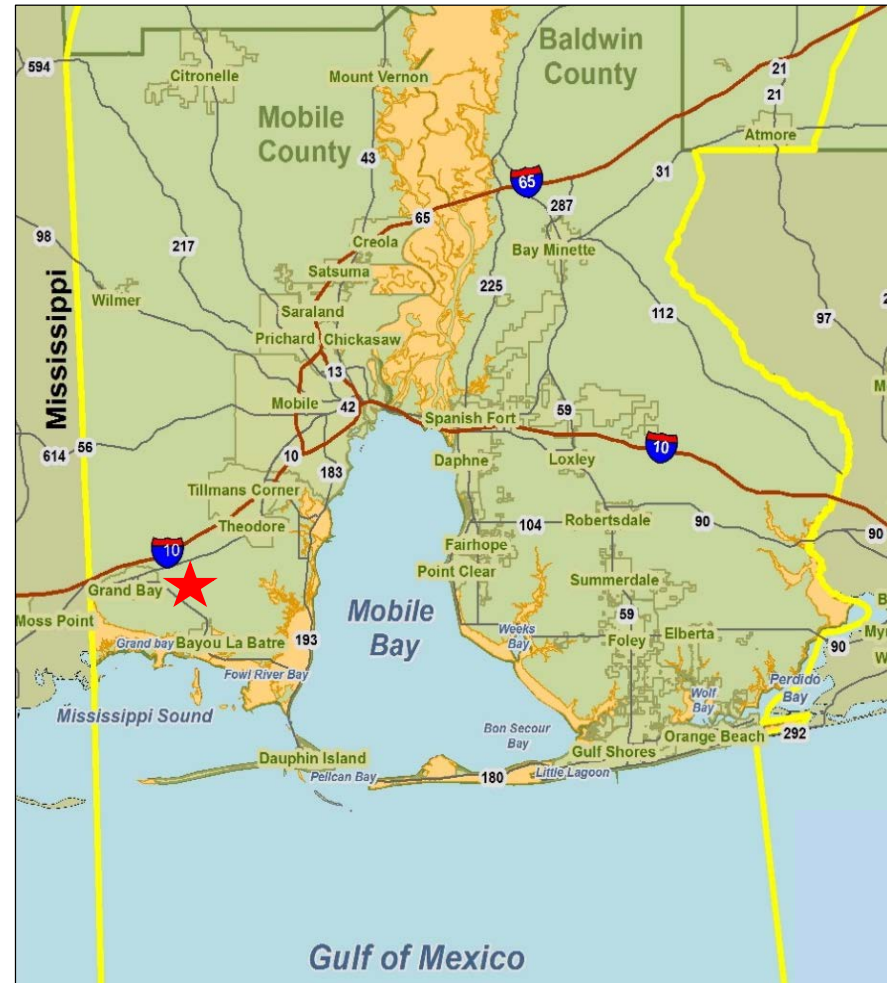 Baldwin
County
594
Citronelle
Mount Vernon
21
21
Atmore
Mobile
County
43
31
65
287
65
98
217
Creola
Bay Minette
Satsuma
225
Wilmer
Saraland
112
97
Mississippi
Prichard
Chickasaw
13
Mobile
42
Spanish Fort
59
614
56
10
183
Daphne
Loxley
10
Tillmans Corner
Theodore
104
Robertsdale
90
90
10
Fairhope
Point Clear
Grand Bay
Summerdale
Moss Point
Mobile
Bay
59
193
Grand bay
Bayou La Batre
Weeks
Bay
Foley
Elberta
90
Fowl River Bay
Wolf
Bay
Perdido
Bay
Mississippi Sound
Bon Secour
Bay
Orange Beach
292
Dauphin Island
Gulf Shores
Pelican Bay
180
Little Lagoon
Gulf of Mexico